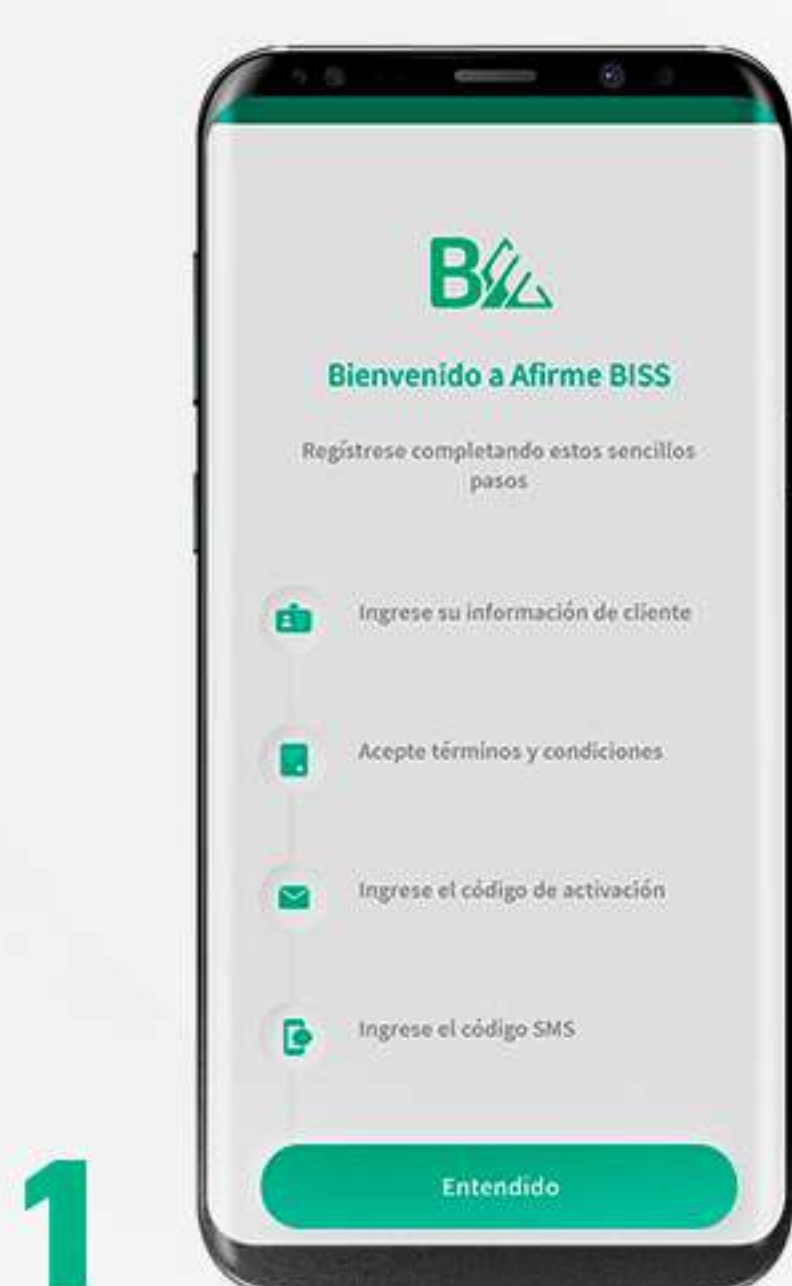 B
Bienvenido a Afirme BISS
Regístrese completando estos sencillos
pasos
Ingrese su información de cliente
Acepte términos y condiciones
Ingrese el código de activación
Ingrese el código SMS
Entendido
1